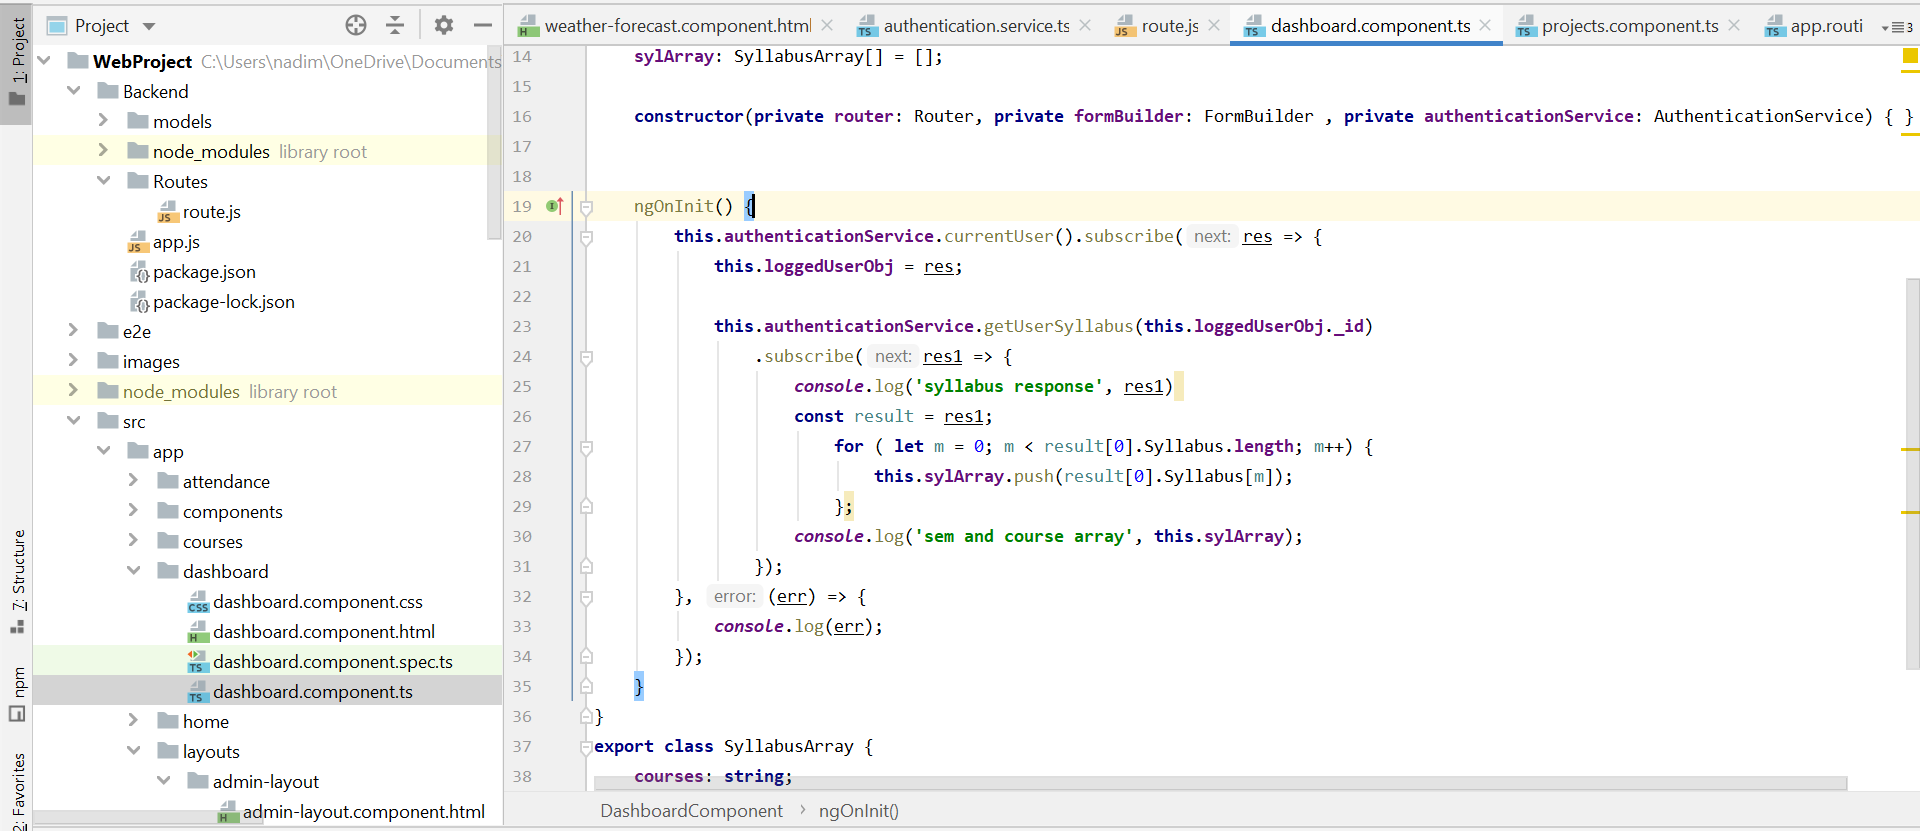 1: Project
7: Structure
npm
2: Favorites
Project
WebProject C:\Users\nadim\OneDrive\Documents
Backend
models
node_modules library root
Routes
route.js
app.js
package.json
package-lock.json
e2e
images
node_modules library root
src
app
attendance
components
courses
dashboard
dashboard.component.css
dashboard.component.html
dashboard.component.spec.ts
dashboard.component.ts
home
layouts
admin-layout
admin-layout.component.html
weather-forecast.component.html authentication.service.ts route.js dashboard.component.ts projects.component.ts app.routi 3
14 sylArray: SyllabusArray[] = [];
15
16 constructor(private router: Router, private formBuilder: FormBuilder , private authenticationService: AuthenticationService) { }
17
18
19 ngOnInit() {
20 this.authenticationService.currentUser().subscribe( next: res => {
21 this.loggedUserObj = res;
22
23 this.authenticationService.getUserSyllabus(this.loggedUserObj._id)
24 .subscribe( next: res1 => {
25 console.log('syllabus response', res1)
26 const result = res1;
27 for ( let m = 0; m < result[0].Syllabus.length; m++) {
28 this.sylArray.push(result[0].Syllabus[m]);
29 };
30 console.log('sem and course array', this.sylArray);
31 });
32 }, error: (err) => {
33 console.log(err);
34 });
35 }
36 }
37 export class SyllabusArray {
38 courses: string;
DashboardComponent › ngOnInit()